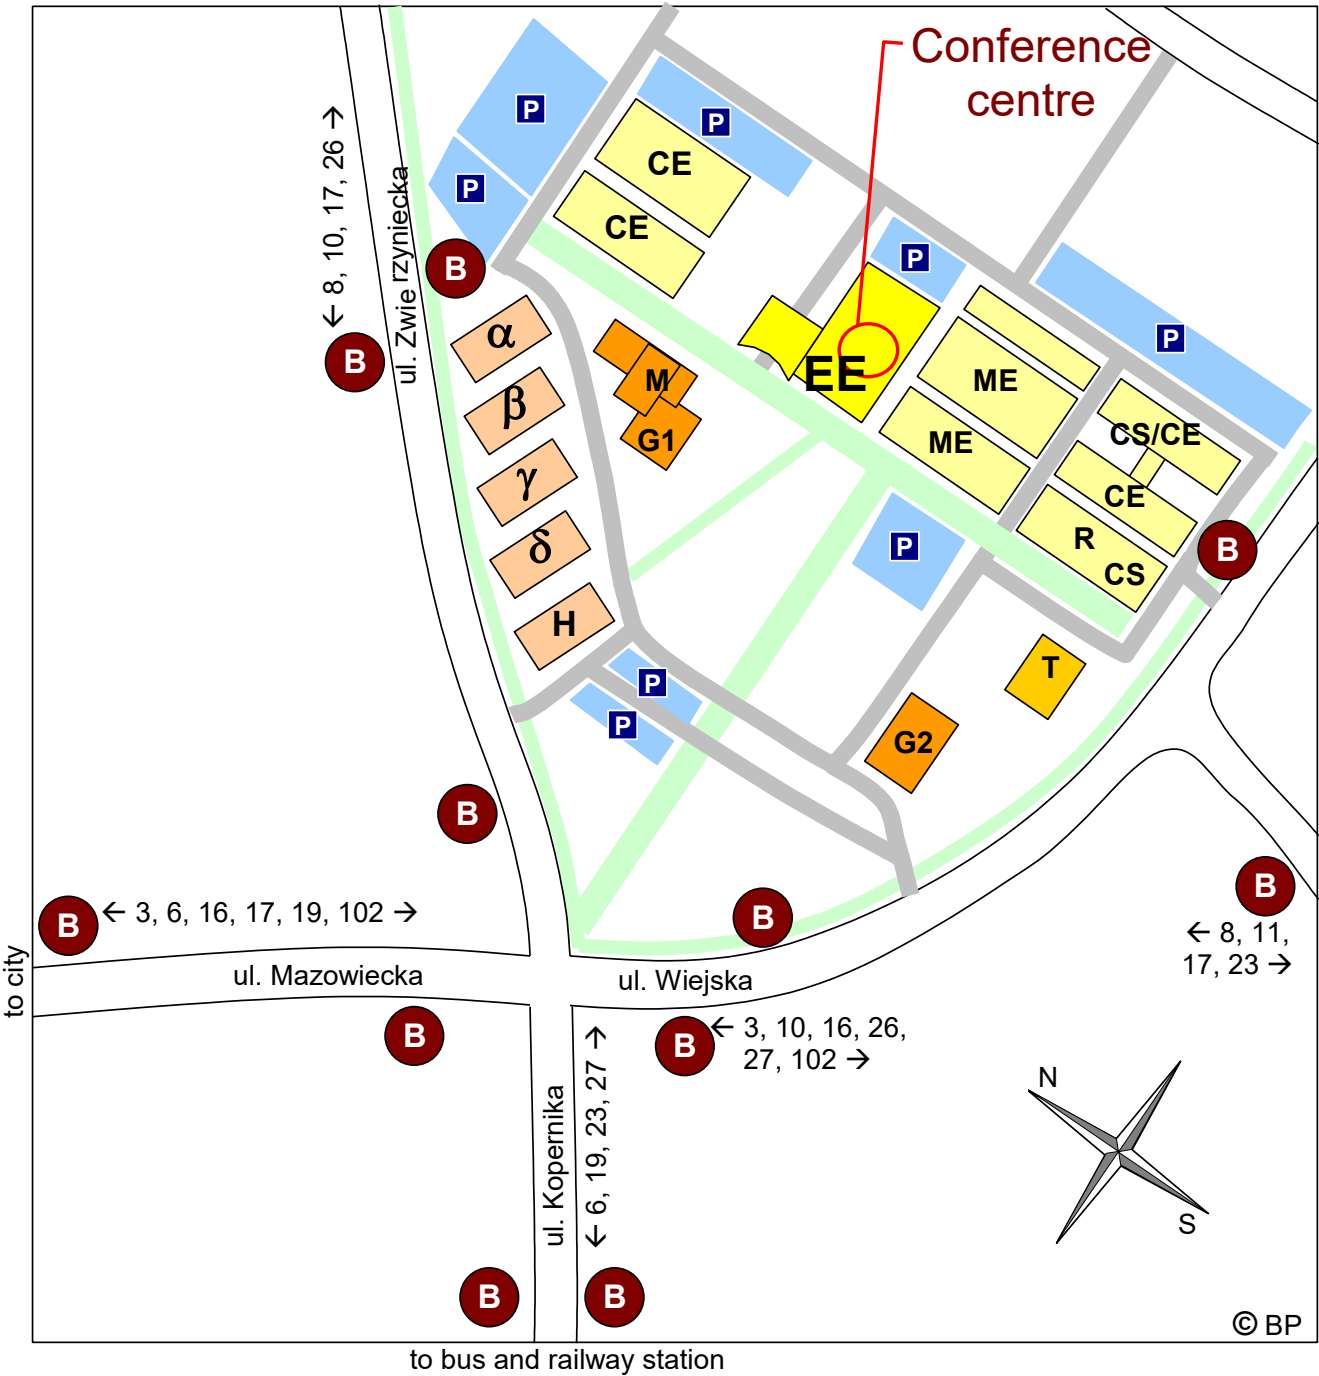 Conference
centre
P
P
P
CE
CE
P
P
B
B
← 8, 10, 17, 26 →
ul. Zwie rzyniecka
α
β
γ
δ
H
M
G1
EE
ME
ME
CS/CE
CE
R
CS
B
P
T
G2
P
P
B
B
← 3, 6, 16, 17, 19, 102 →
B
B
← 8, 11,
17, 23 →
to city
ul. Mazowiecka
ul. Wiejska
B
B
← 3, 10, 16, 26,
27, 102 →
ul. Kopernika
← 6, 19, 23, 27 →
N
S
B
B
© BP
to bus and railway station